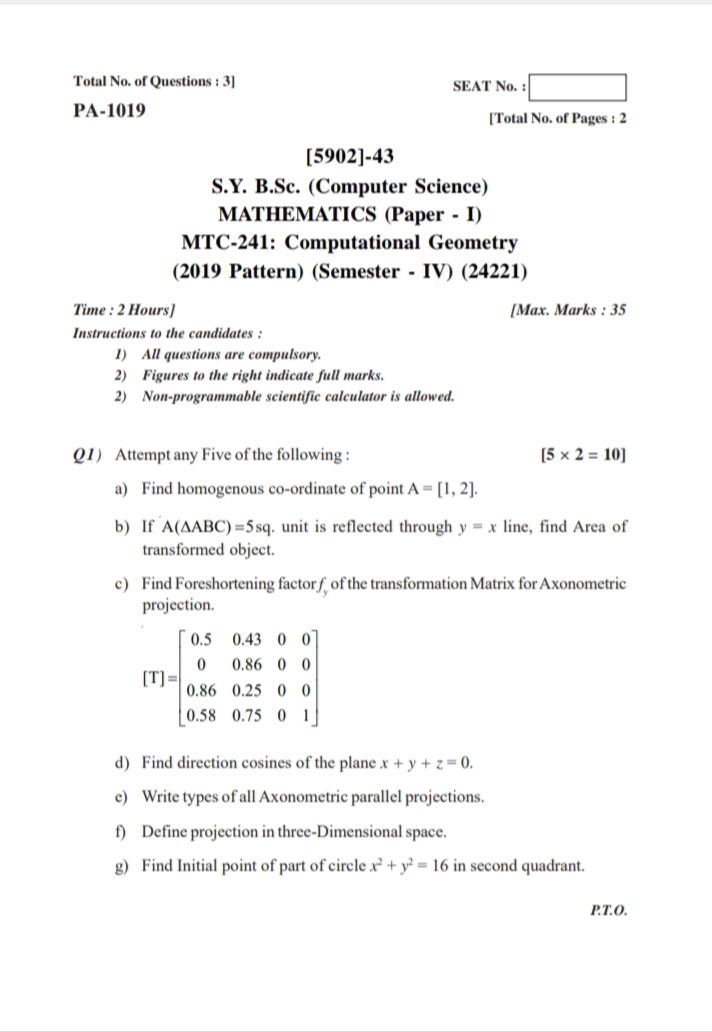 Total No. of Questions : 3]
SEAT No. :
PA-1019
[Total No. of Pages : 2
[5902]-43
S.Y. B.Sc. (Computer Science)
MATHEMATICS (Paper - I)
MTC-241: Computational Geometry
(2019 Pattern) (Semester - IV) (24221)
Time : 2 Hours]
[Max. Marks : 35
Instructions to the candidates :
1) All questions are compulsory.
2) Figures to the right indicate full marks.
2) Non-programmable scientific calculator is allowed.
Q1) Attempt any Five of the following : [5 × 2 = 10]
a) Find homogenous co-ordinate of point A = [1, 2].
b) If A(ΔABC) =5sq. unit is reflected through y = x line, find Area of
transformed object.
c) Find Foreshortening factor f_y of the transformation Matrix for Axonometric
projection.
[T]=
0.5 0.43 0 0
0 0.86 0 0
0.86 0.25 0 0
0.58 0.75 0 1
d) Find direction cosines of the plane x + y + z = 0.
e) Write types of all Axonometric parallel projections.
f) Define projection in three-Dimensional space.
g) Find Initial point of part of circle x² + y² = 16 in second quadrant.
P.T.O.